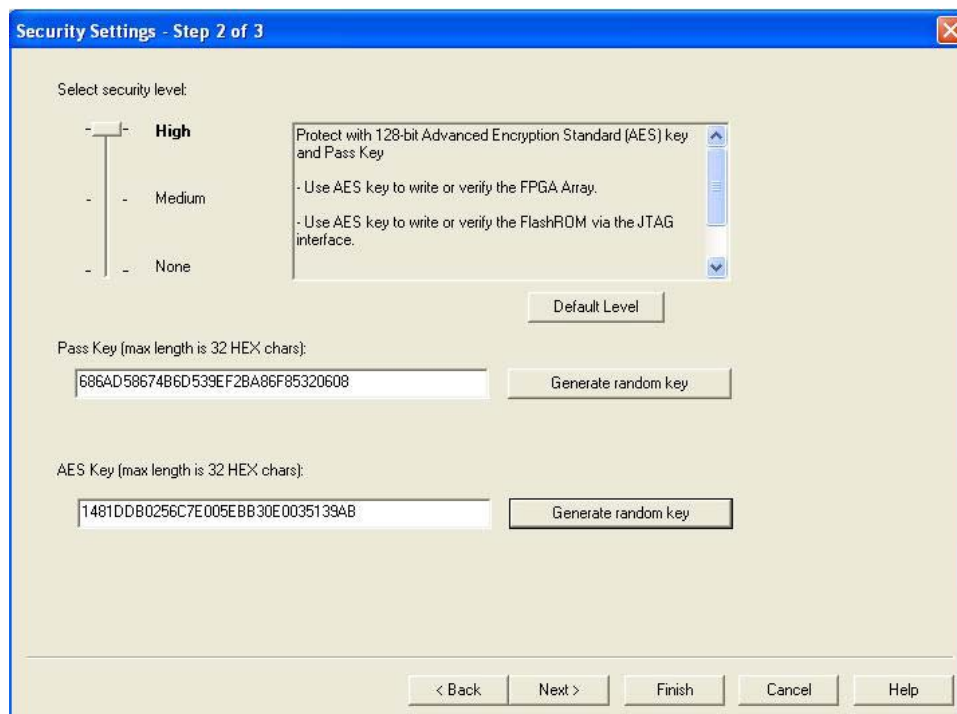 Security Settings - Step 2 of 3
Select security level:
High
Medium
None
Protect with 128-bit Advanced Encryption Standard (AES) key
and Pass Key
- Use AES key to write or verify the FPGA Array.
- Use AES key to write or verify the FlashROM via the JTAG
interface.
Default Level
Pass Key (max length is 32 HEX chars):
686AD58674B6D539EF2BA86F85320608
Generate random key
AES Key (max length is 32 HEX chars):
1481DDB0256C7E005EBB30E0035139AB
Generate random key
< Back
Next >
Finish
Cancel
Help